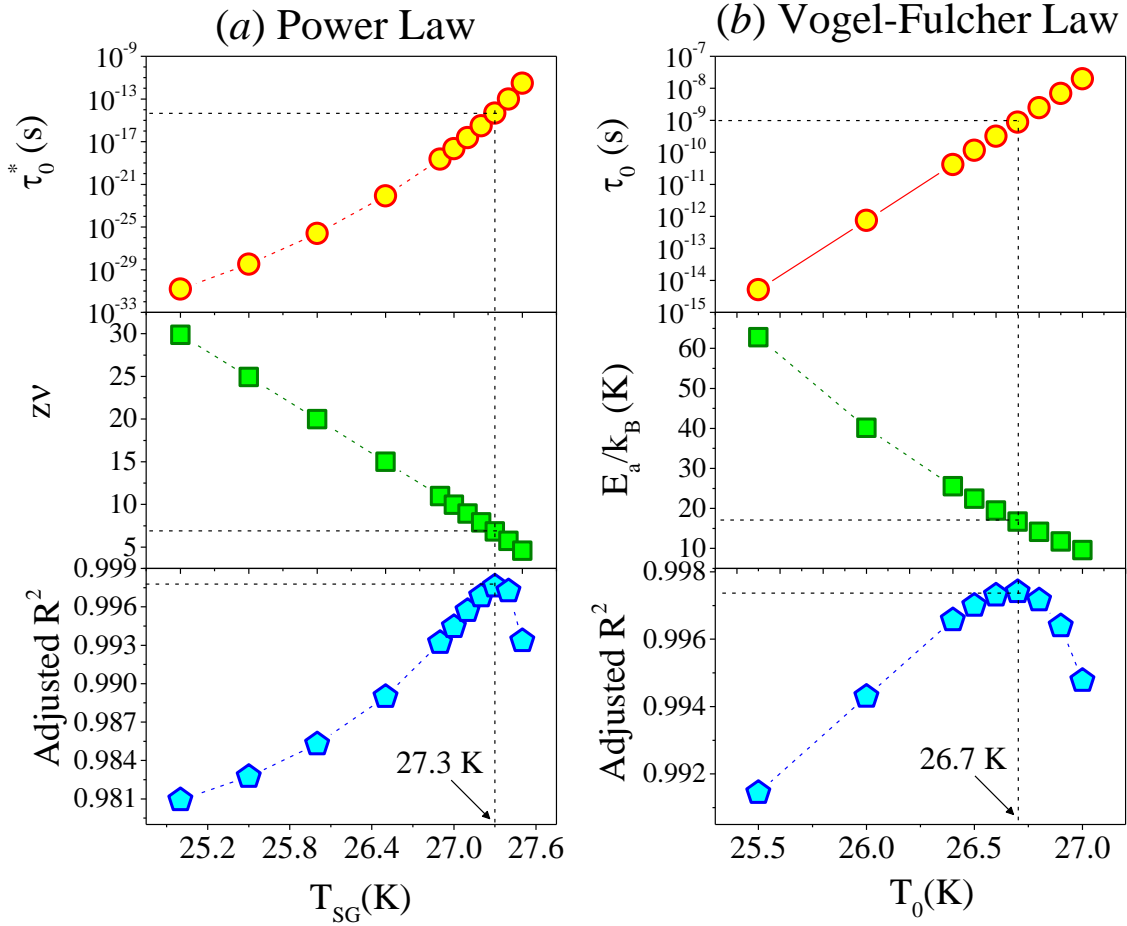 (a) Power Law
10⁻⁹
10⁻¹³
10⁻¹⁷
10⁻²¹
10⁻²⁵
10⁻²⁹
10⁻³³
τ₀* (s)
30
25
20
15
10
5
zν
0.999
0.996
0.993
0.990
0.987
0.984
0.981
Adjusted R²
27.3 K
25.2 25.8 26.4 27.0 27.6
T_SG(K)
(b) Vogel-Fulcher Law
10⁻⁷
10⁻⁸
10⁻⁹
10⁻¹⁰
10⁻¹¹
10⁻¹²
10⁻¹³
10⁻¹⁴
10⁻¹⁵
τ₀ (s)
60
50
40
30
20
10
E_a/k_B (K)
0.998
0.996
0.994
0.992
Adjusted R²
26.7 K
25.5 26.0 26.5 27.0
T₀(K)